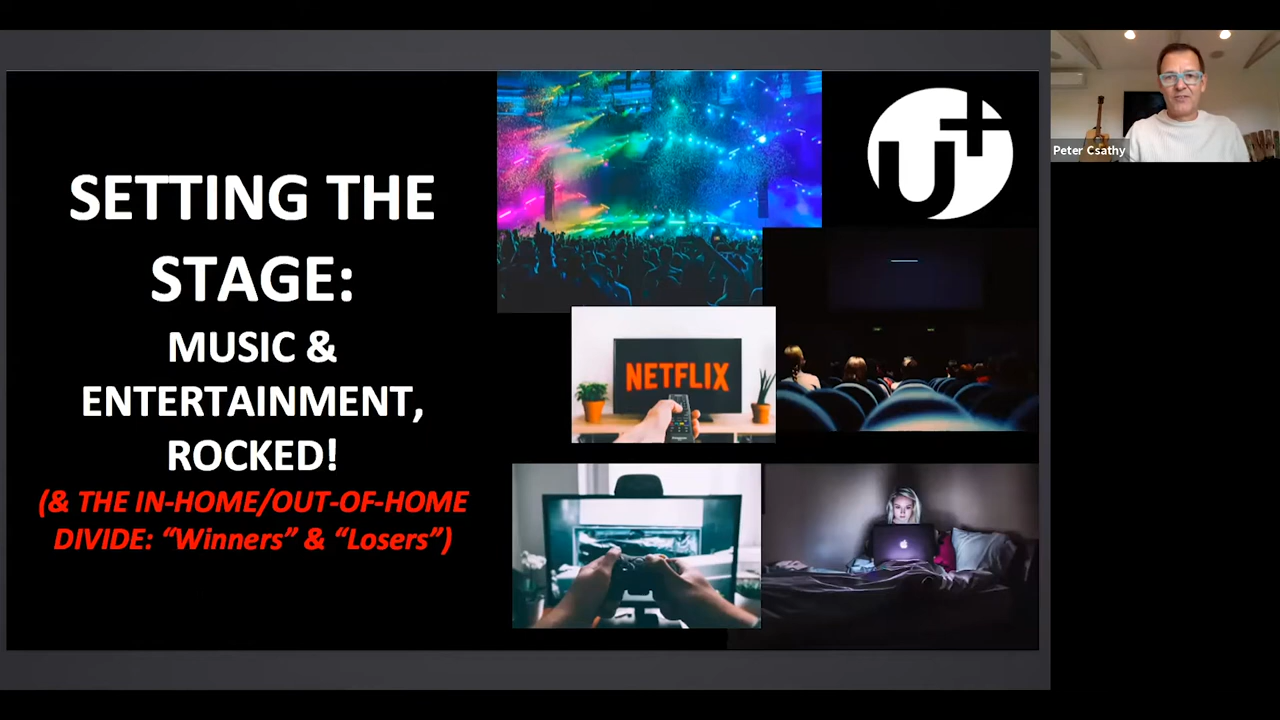 SETTING THE
STAGE:
MUSIC &
ENTERTAINMENT,
ROCKED!
(& THE IN-HOME/OUT-OF-HOME
DIVIDE: “Winners” & “Losers”)
U+
NETFLIX
Peter Csathy